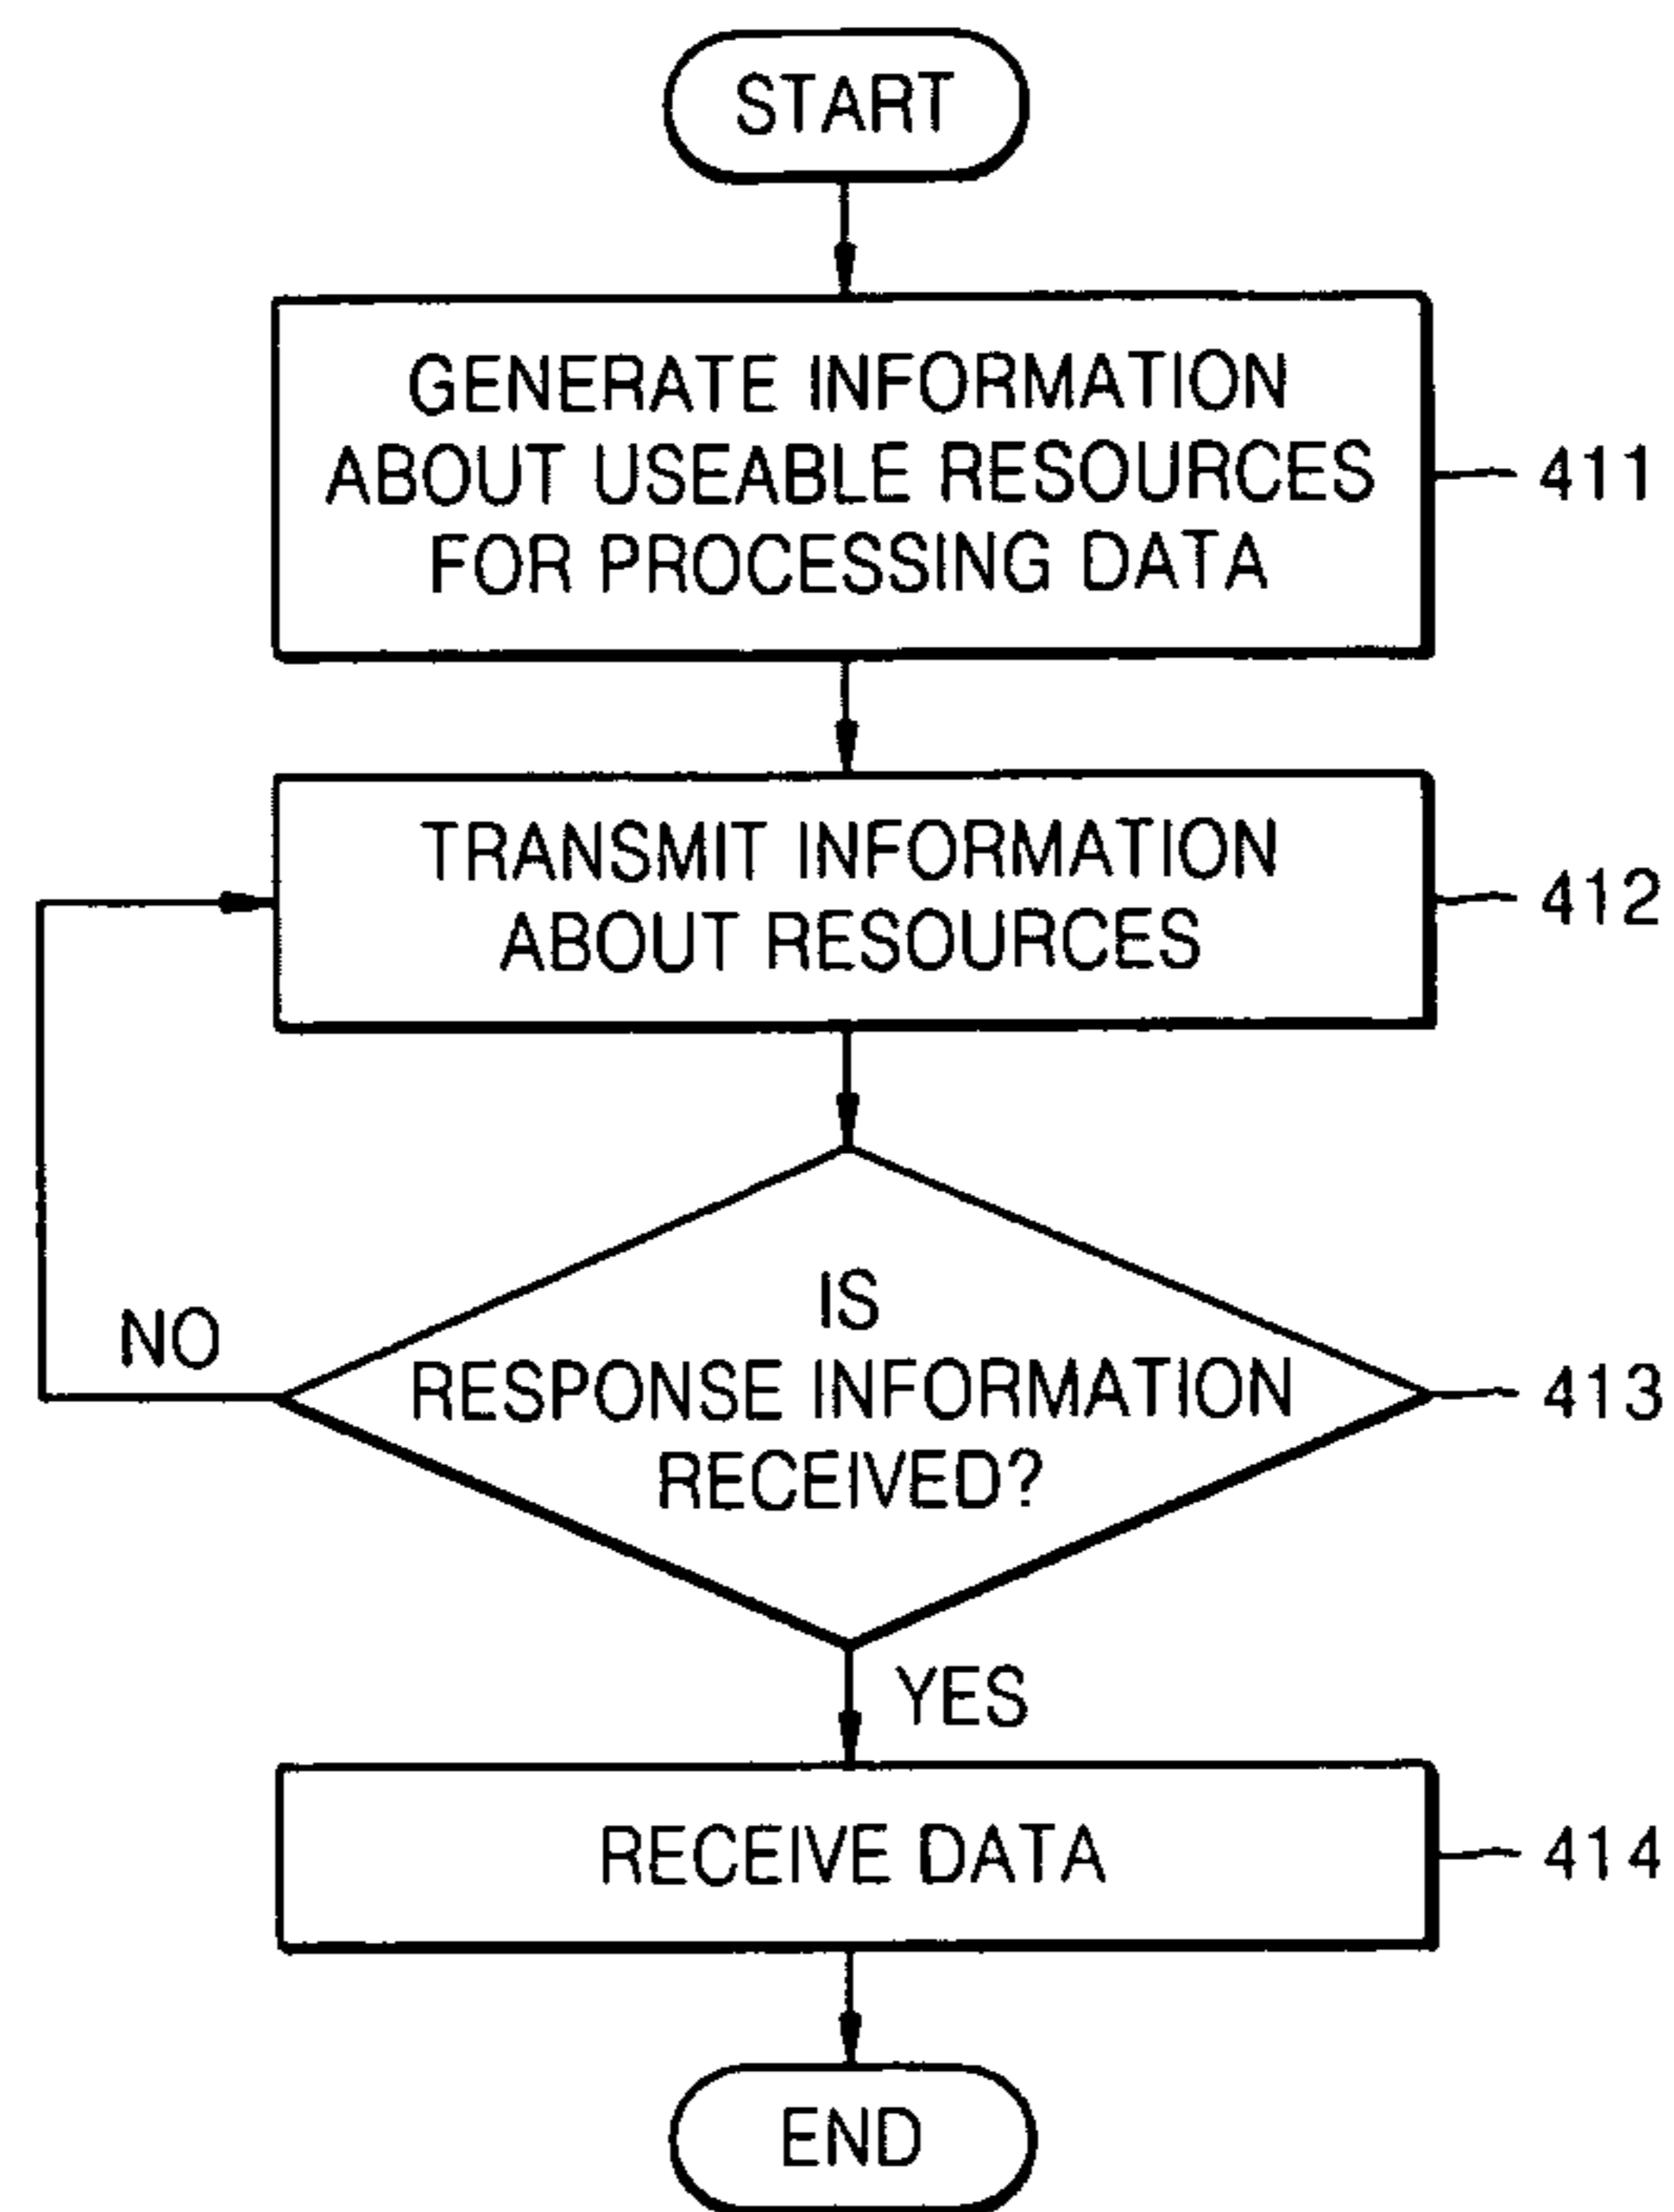 START
GENERATE INFORMATION
ABOUT USEABLE RESOURCES
FOR PROCESSING DATA
411
TRANSMIT INFORMATION
ABOUT RESOURCES
412
IS
RESPONSE INFORMATION
RECEIVED?
413
NO
YES
RECEIVE DATA
414
END